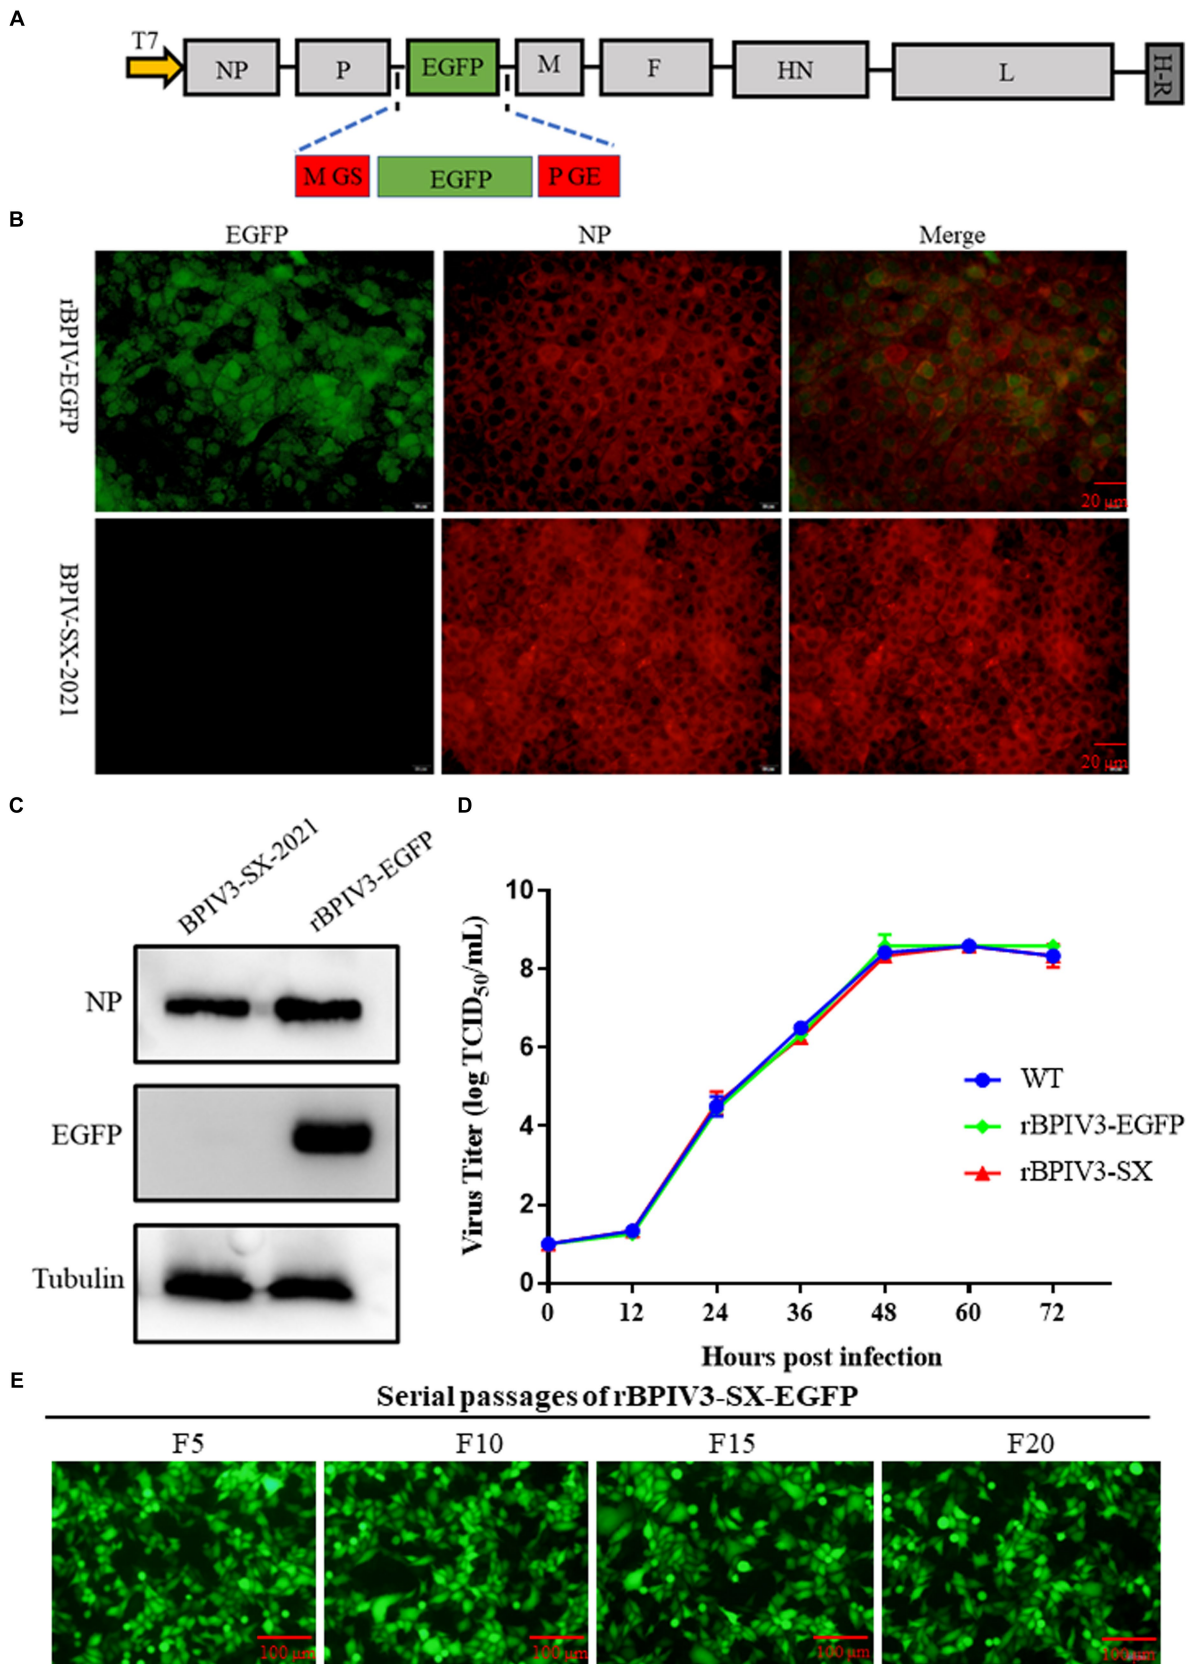 A
T7
NP P EGFP M F HN L H-R
M GS EGFP P GE
B
EGFP NP Merge
rBPIV-EGFP
20 μm
BPIV-SX-2021
20 μm
C
BPIV3-SX-2021 rBPIV3-EGFP
NP
EGFP
Tubulin
D
Virus Titer (log TCID50/mL)
10
8
6
4
2
0
0 12 24 36 48 60 72
Hours post infection
WT
rBPIV3-EGFP
rBPIV3-SX
E
Serial passages of rBPIV3-SX-EGFP
F5 F10 F15 F20
100 μm 100 μm 100 μm 100 μm